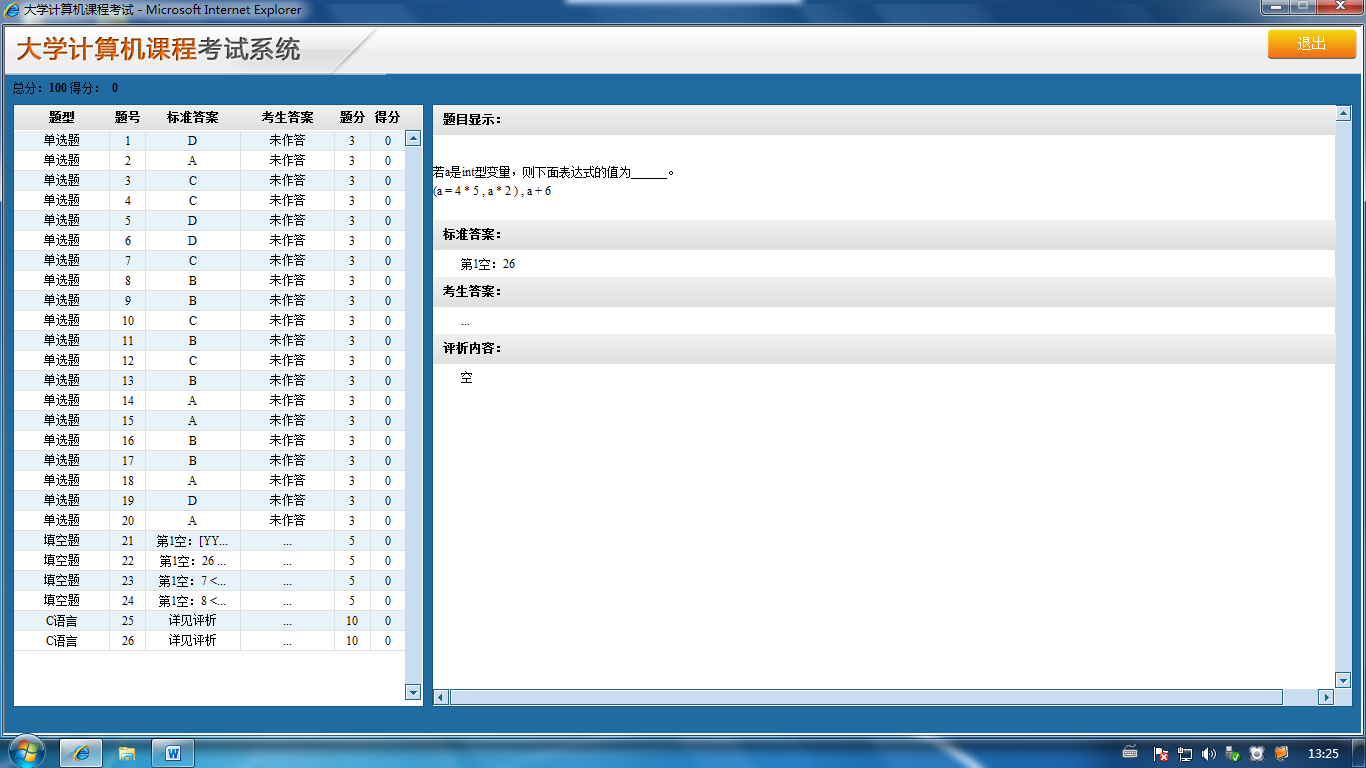 大学计算机课程考试 - Microsoft Internet Explorer
大学计算机课程考试系统
退出
总分：100 得分： 0
题型 题号 标准答案 考生答案 题分 得分
单选题 1 D 未作答 3 0
单选题 2 A 未作答 3 0
单选题 3 C 未作答 3 0
单选题 4 C 未作答 3 0
单选题 5 D 未作答 3 0
单选题 6 D 未作答 3 0
单选题 7 C 未作答 3 0
单选题 8 B 未作答 3 0
单选题 9 B 未作答 3 0
单选题 10 C 未作答 3 0
单选题 11 B 未作答 3 0
单选题 12 C 未作答 3 0
单选题 13 B 未作答 3 0
单选题 14 A 未作答 3 0
单选题 15 A 未作答 3 0
单选题 16 B 未作答 3 0
单选题 17 B 未作答 3 0
单选题 18 A 未作答 3 0
单选题 19 D 未作答 3 0
单选题 20 A 未作答 3 0
填空题 21 第1空：[YY... ... 5 0
填空题 22 第1空：26 ... ... 5 0
填空题 23 第1空：7 <... ... 5 0
填空题 24 第1空：8 <... ... 5 0
C语言 25 详见评析 ... 10 0
C语言 26 详见评析 ... 10 0
题目显示：
若a是int型变量，则下面表达式的值为______。
(a = 4 * 5 , a * 2 ) , a + 6
标准答案：
第1空：26
考生答案：
...
评析内容：
空
13:25